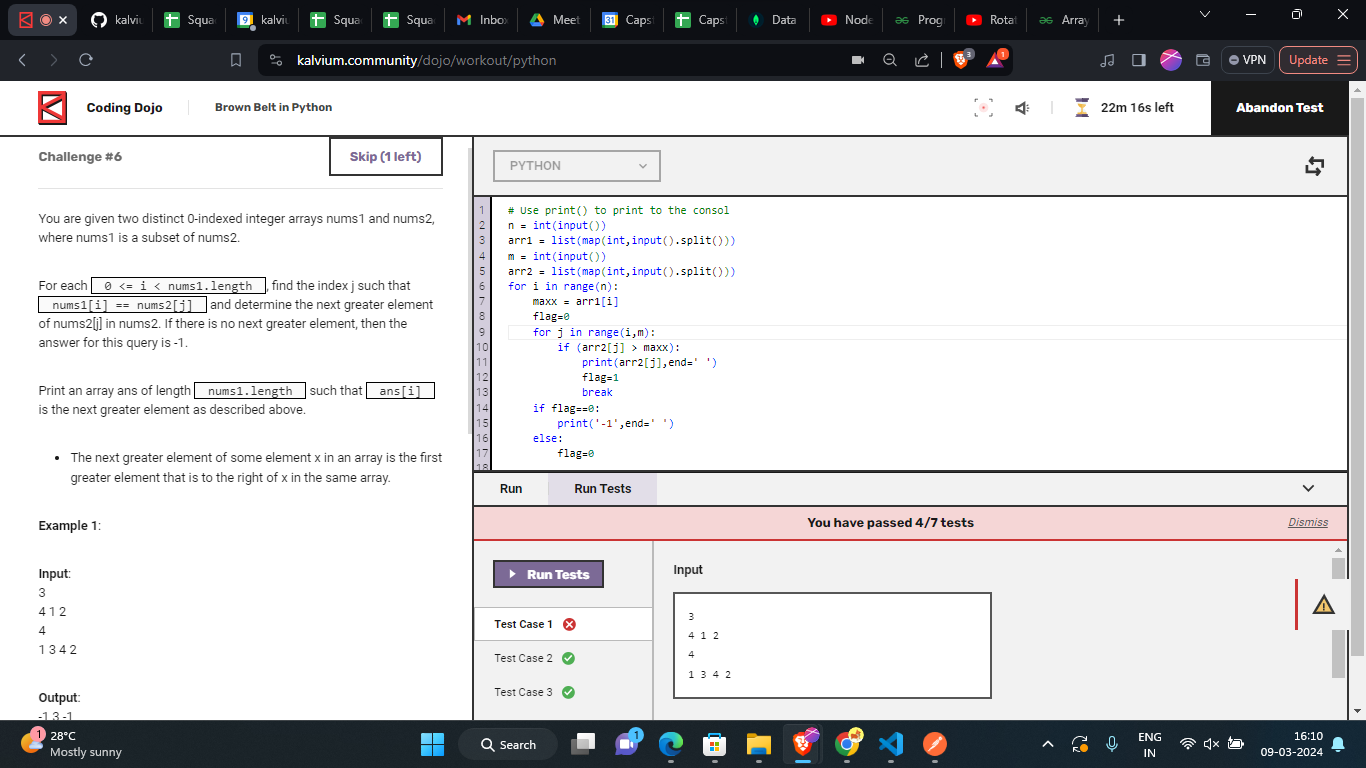 kalviu
Squa
kalviu
Squa
Squa
Inbox
Meet
Caps
Caps
Data
Node
Prog
Rotat
Array
kalvium.community/dojo/workout/python
3
1
VPN
Update
Coding Dojo
Brown Belt in Python
22m 16s left
Abandon Test
Challenge #6
Skip (1 left)
You are given two distinct 0-indexed integer arrays nums1 and nums2,
where nums1 is a subset of nums2.
For each 0 <= i < nums1.length , find the index j such that
nums1[i] == nums2[j] and determine the next greater element
of nums2[j] in nums2. If there is no next greater element, then the
answer for this query is -1.
Print an array ans of length nums1.length such that ans[i]
is the next greater element as described above.
• The next greater element of some element x in an array is the first
greater element that is to the right of x in the same array.
Example 1:
Input:
3
4 1 2
4
1 3 4 2
Output:
-1 3 -1
PYTHON
1 # Use print() to print to the consol
2 n = int(input())
3 arr1 = list(map(int,input().split()))
4 m = int(input())
5 arr2 = list(map(int,input().split()))
6 for i in range(n):
7 maxx = arr1[i]
8 flag=0
9 for j in range(i,m):
10 if (arr2[j] > maxx):
11 print(arr2[j],end=' ')
12 flag=1
13 break
14 if flag==0:
15 print('-1',end=' ')
16 else:
17 flag=0
18
Run
Run Tests
You have passed 4/7 tests
Dismiss
Run Tests
Test Case 1
Test Case 2
Test Case 3
Input
3
4 1 2
4
1 3 4 2
1
28°C
Mostly sunny
Search
1
ENG
IN
16:10
09-03-2024